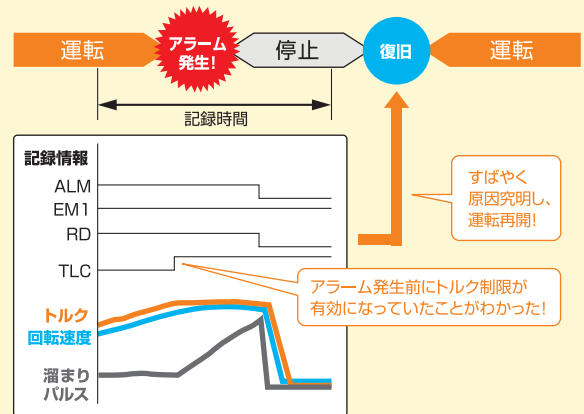 運転
アラーム
発生!
停止
復旧
運転
記録時間
記録情報
ALM
EM1
RD
TLC
トルク
回転速度
溜まり
パルス
すばやく
原因究明し、
運転再開!
アラーム発生前にトルク制限が
有効になっていたことがわかった!